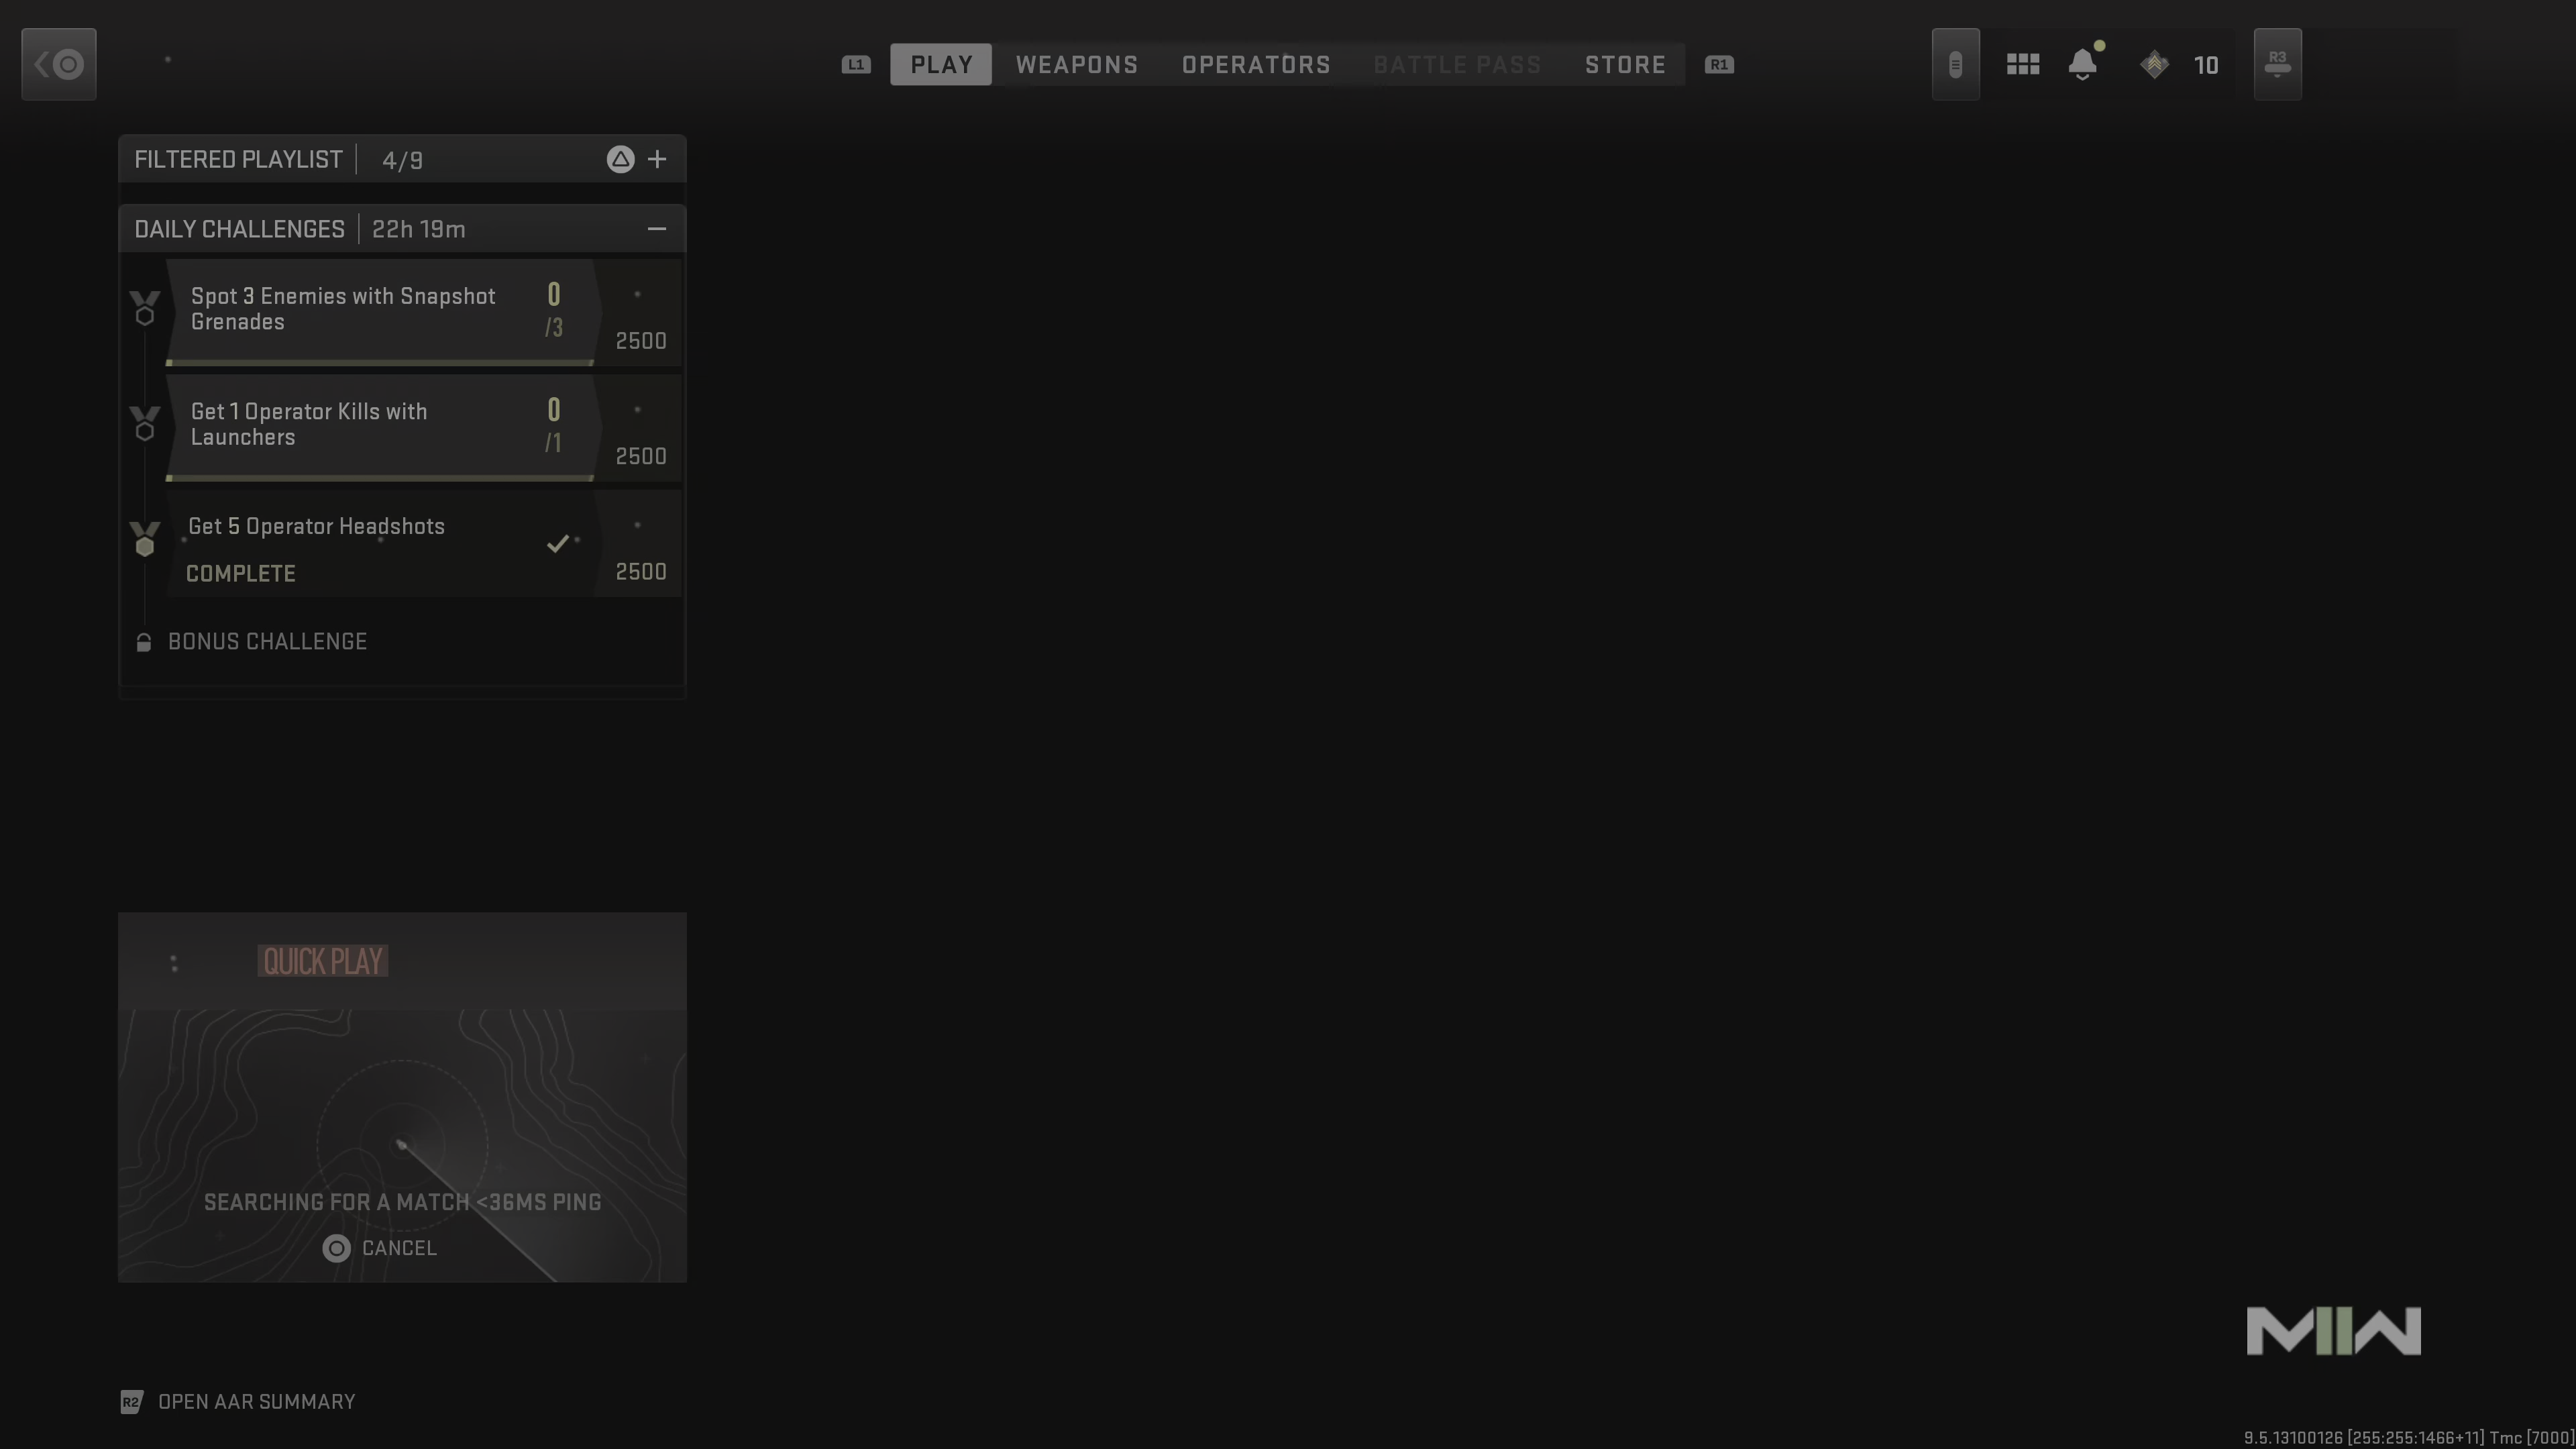 L1 PLAY WEAPONS OPERATORS BATTLE PASS STORE R1
10
R3
FILTERED PLAYLIST 4/9
DAILY CHALLENGES 22h 19m
Spot 3 Enemies with Snapshot
Grenades
0
/3
2500
Get 1 Operator Kills with
Launchers
0
/1
2500
Get 5 Operator Headshots
COMPLETE
2500
BONUS CHALLENGE
QUICK PLAY
SEARCHING FOR A MATCH <36MS PING
CANCEL
MIIW
R2 OPEN AAR SUMMARY
9.5.13100126 [255:255:1466+11] Tmc [7000]